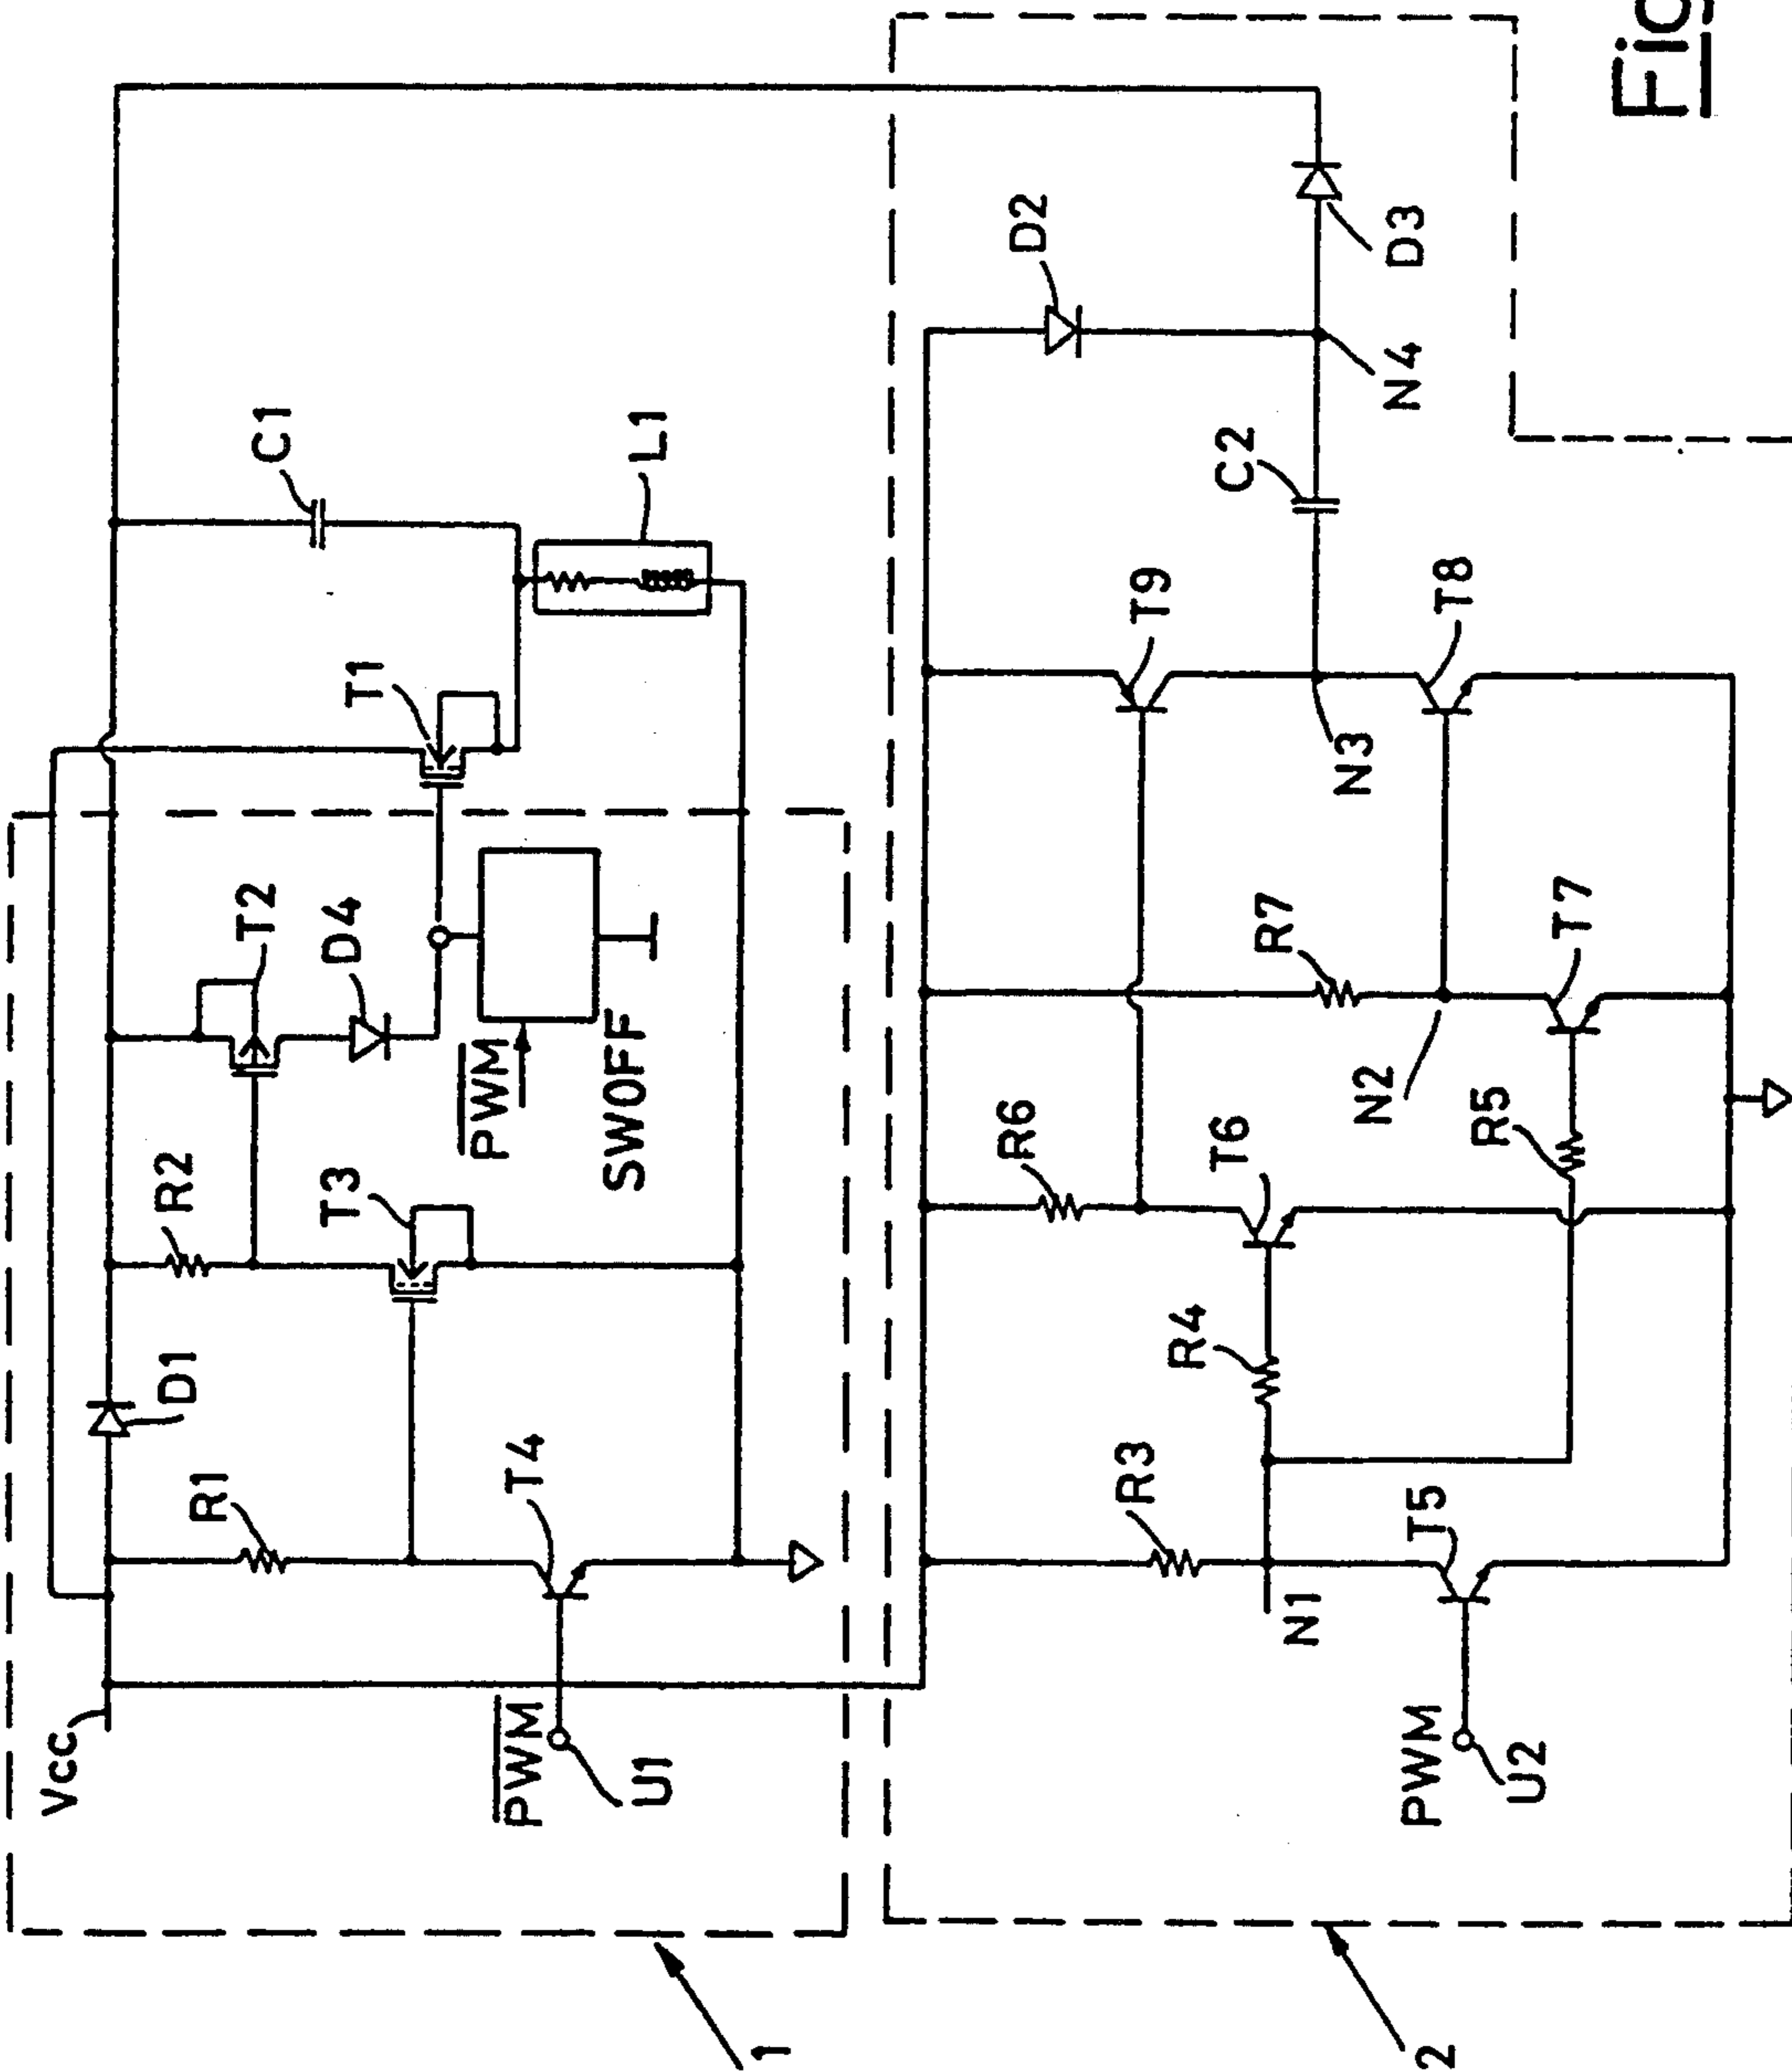 Vcc
R1
D1
R2
T2
T1
C1
T3
D4
L1
T4
PWM
SWOFF
PWM
U1
1
R3
R6
R7
T9
D2
R4
T6
C2
D3
N1
N2
N3
N4
T5
R5
T7
T8
PWM
U2
2
Fig